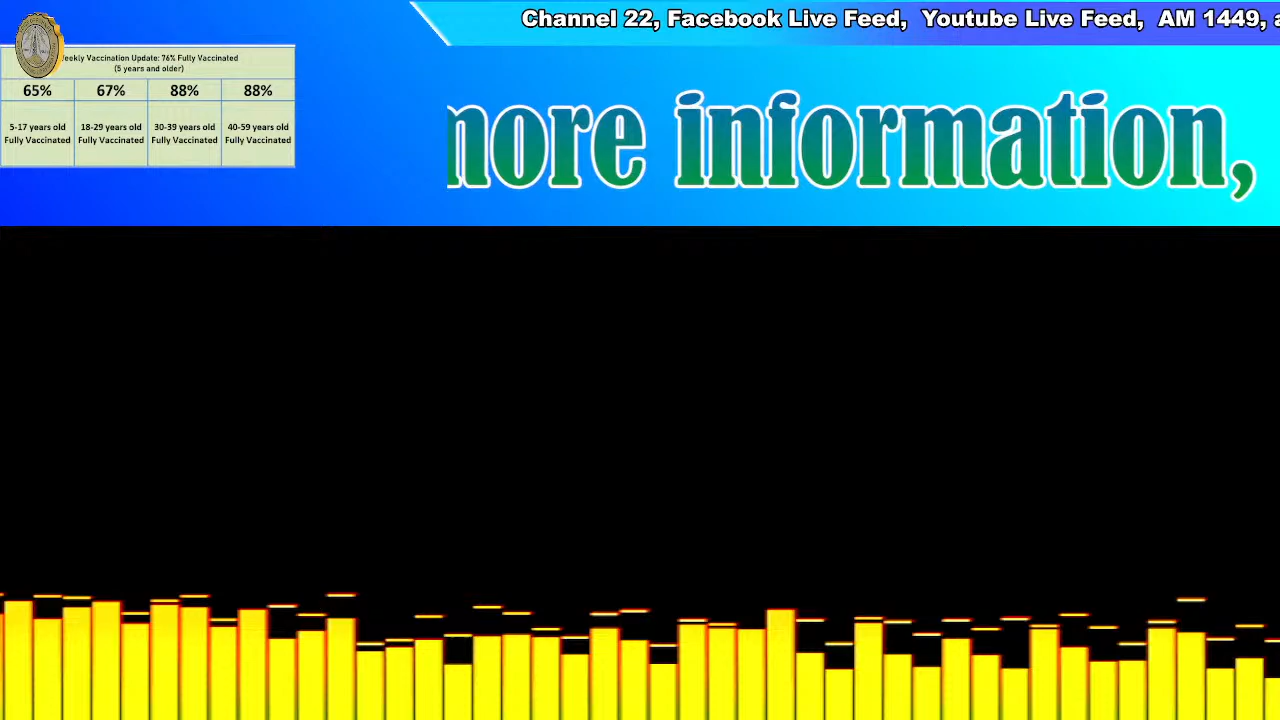 Channel 22, Facebook Live Feed, Youtube Live Feed, AM 1449,
Vaccination Update: 76% Fully Vaccinated
(5 years and older)
65% 67% 88% 88%
5-17 years old 18-29 years old 30-39 years old 40-59 years old
Fully Vaccinated Fully Vaccinated Fully Vaccinated Fully Vaccinated
information,